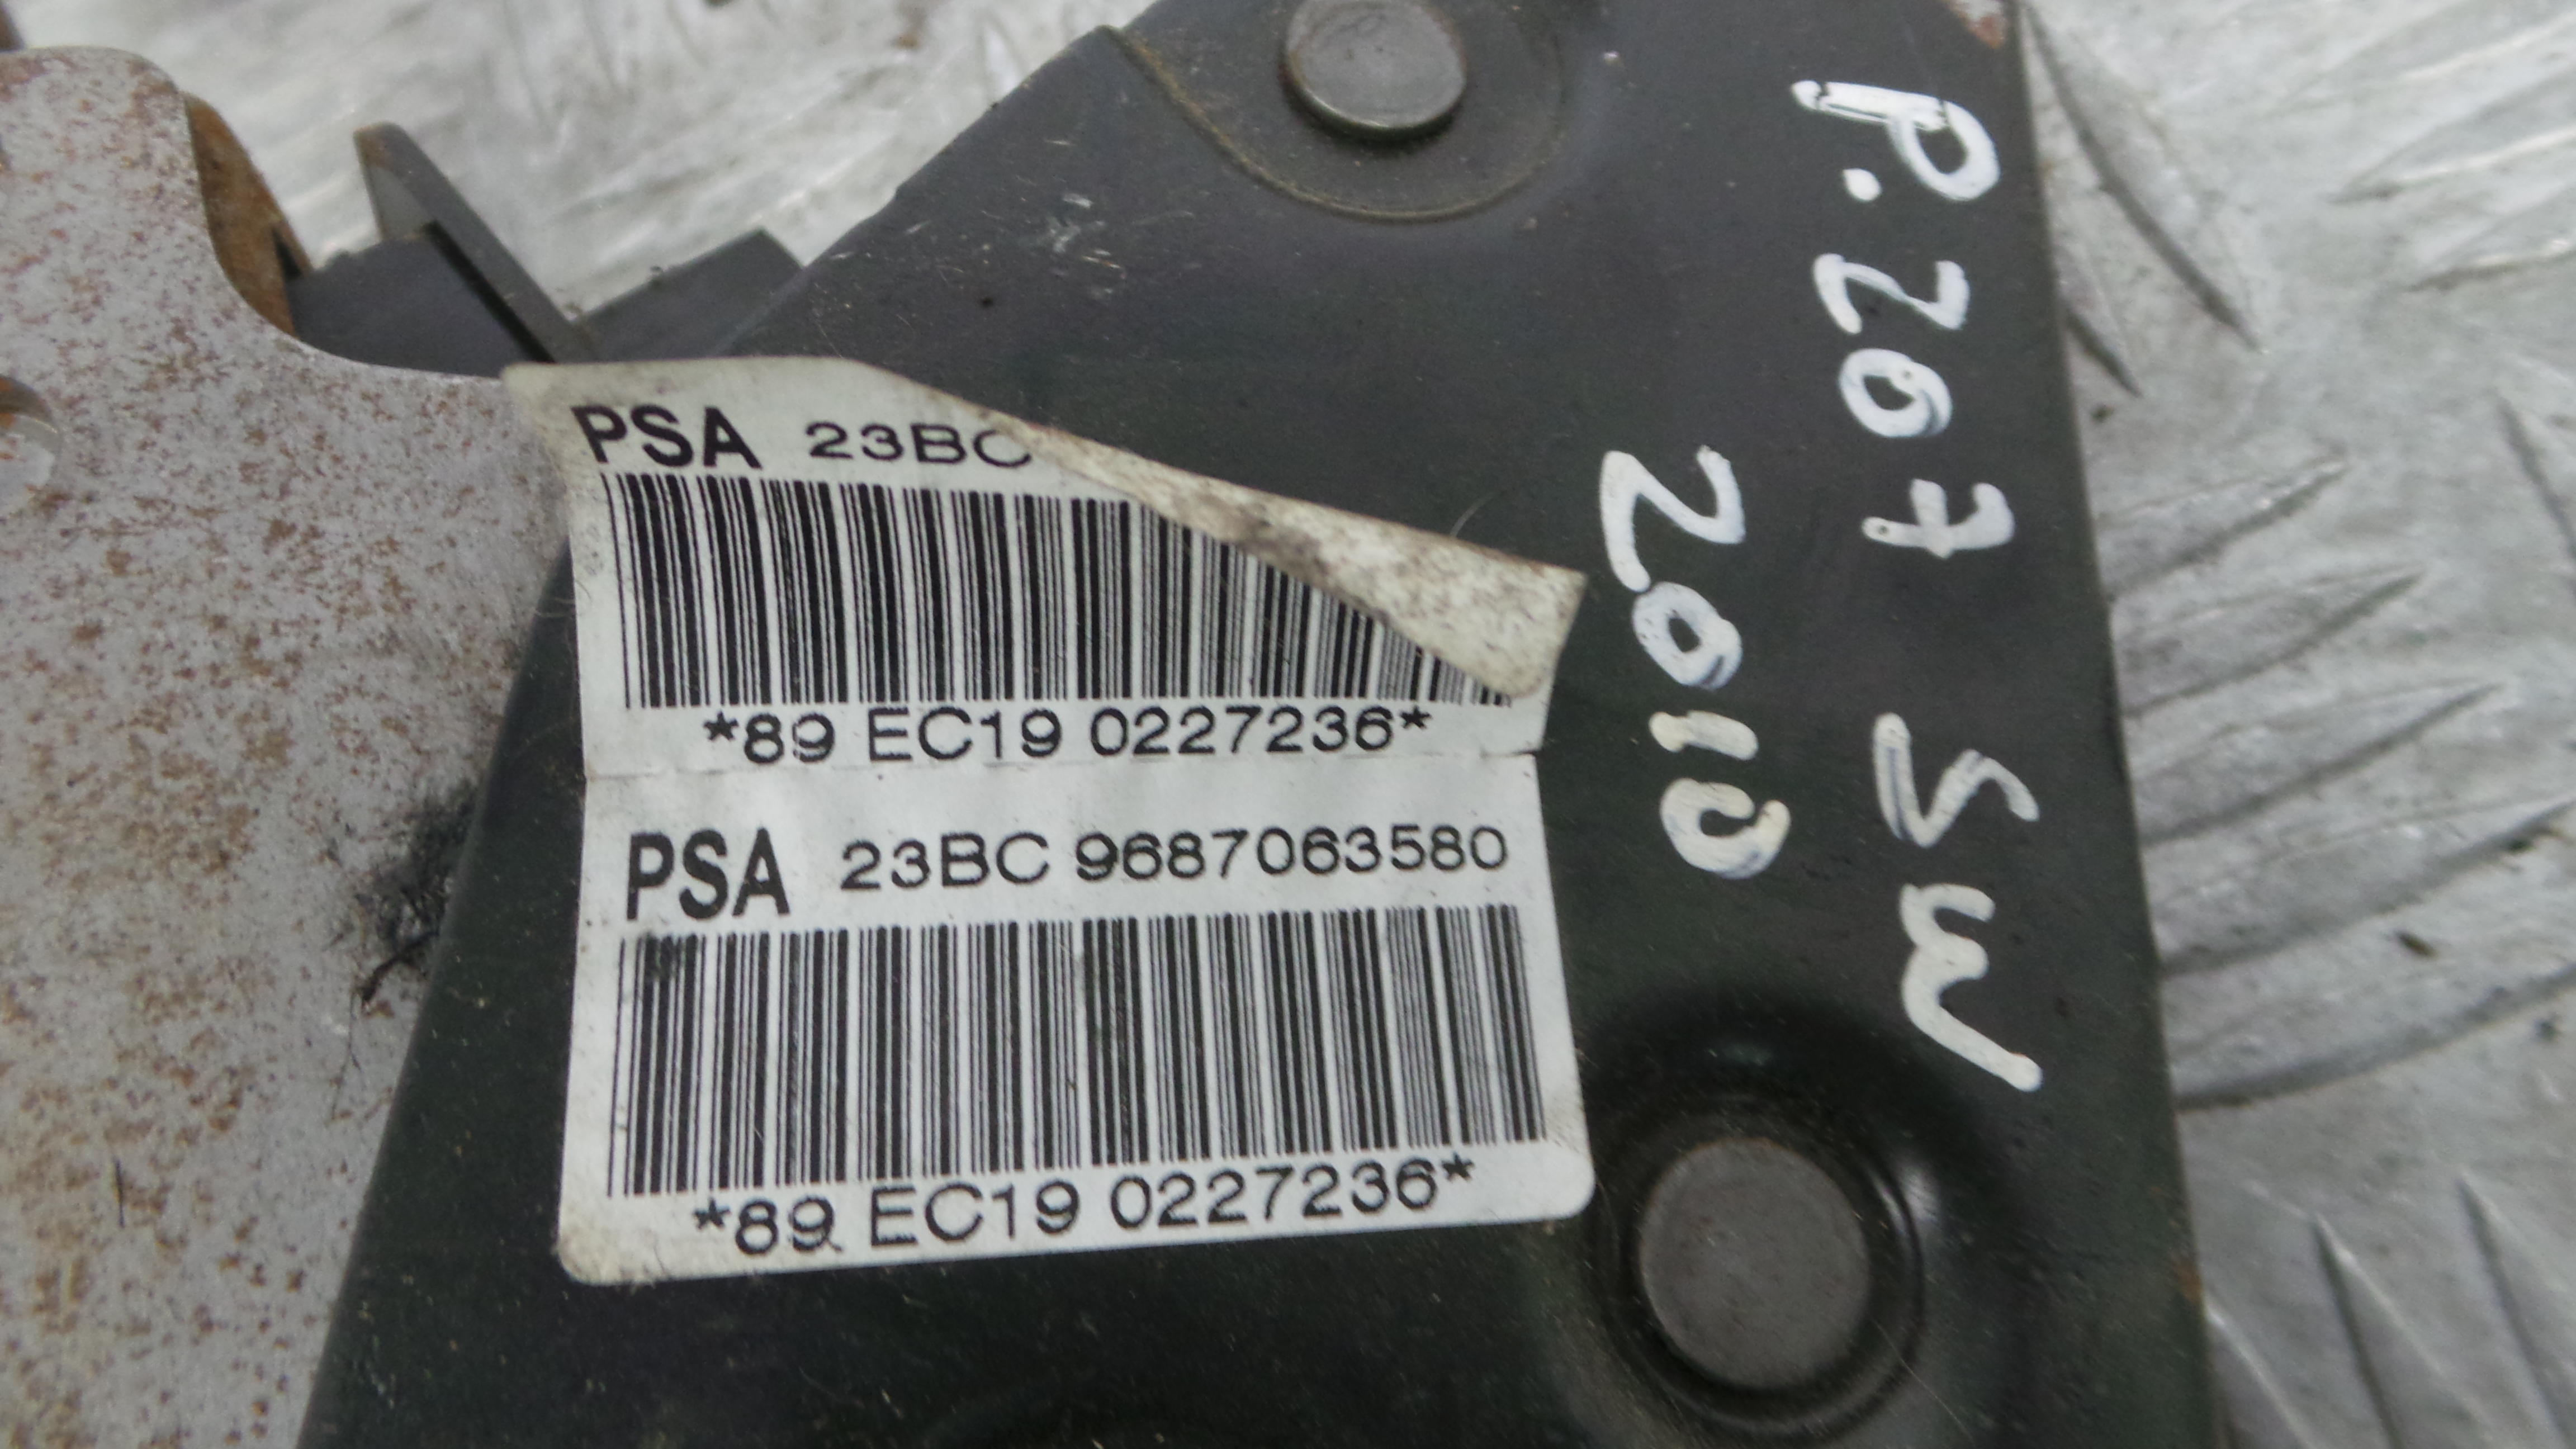 PSA 23BC
*89 EC19 0227236*
PSA 23BC 9687063580
*89 EC19 0227236*
P.207 SW
2010